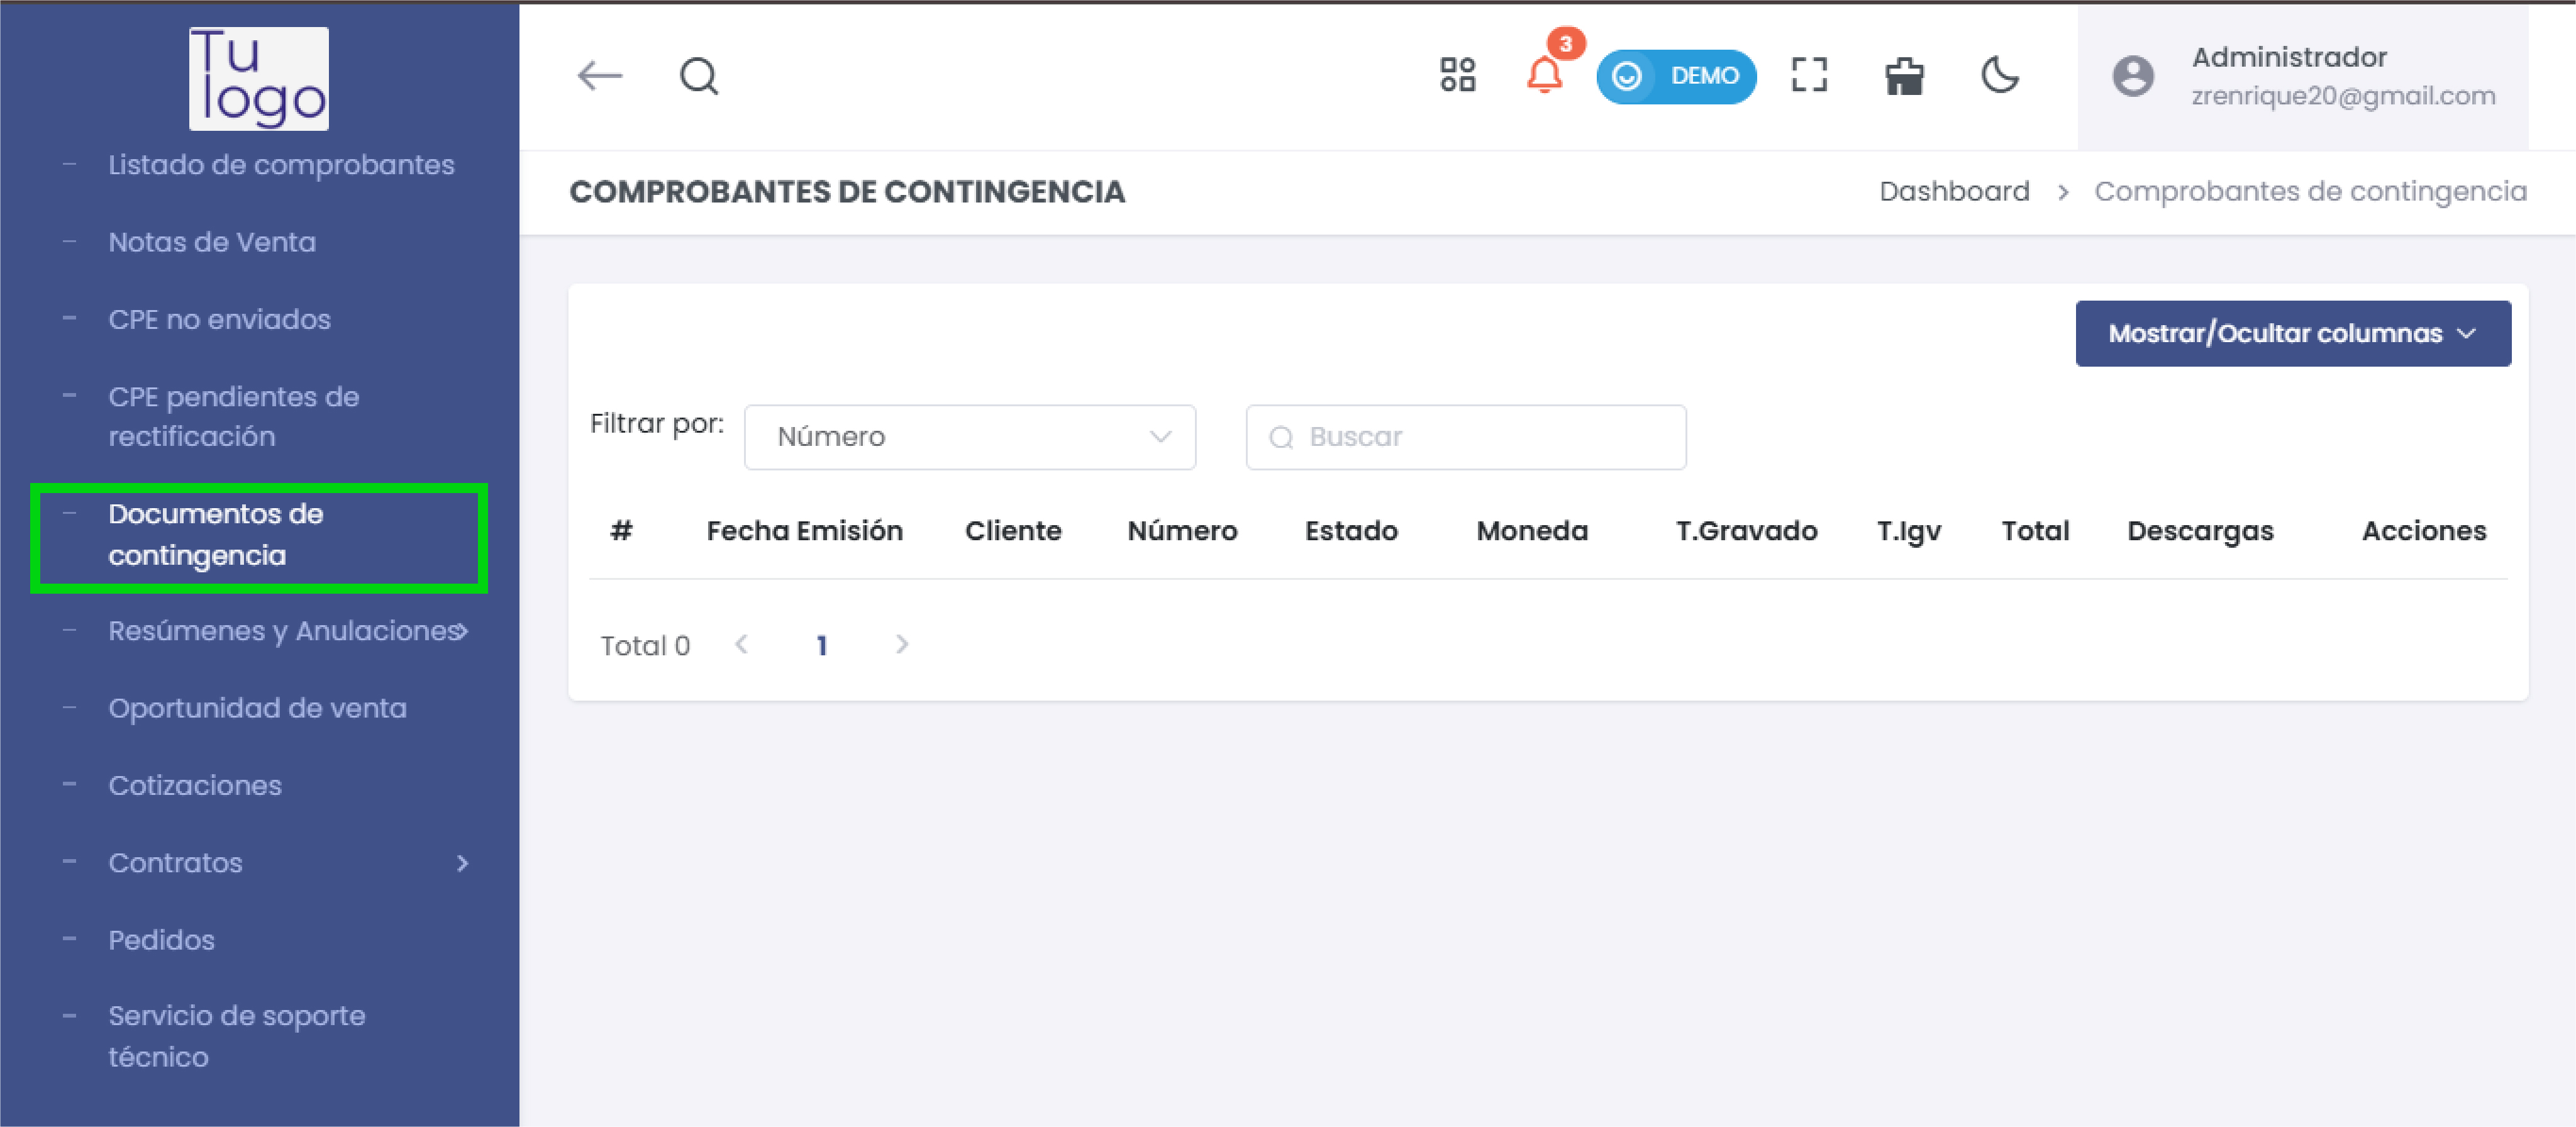 Tu
logo
Listado de comprobantes
Notas de Venta
CPE no enviados
CPE pendientes de
rectificación
Documentos de
contingencia
Resúmenes y Anulaciones
Oportunidad de venta
Cotizaciones
Contratos
Pedidos
Servicio de soporte
técnico
3
DEMO
Administrador
zrenrique20@gmail.com
COMPROBANTES DE CONTINGENCIA
Dashboard > Comprobantes de contingencia
Mostrar/Ocultar columnas
Filtrar por: Número Buscar
# Fecha Emisión Cliente Número Estado Moneda T.Gravado T.Igv Total Descargas Acciones
Total 0 < 1 >